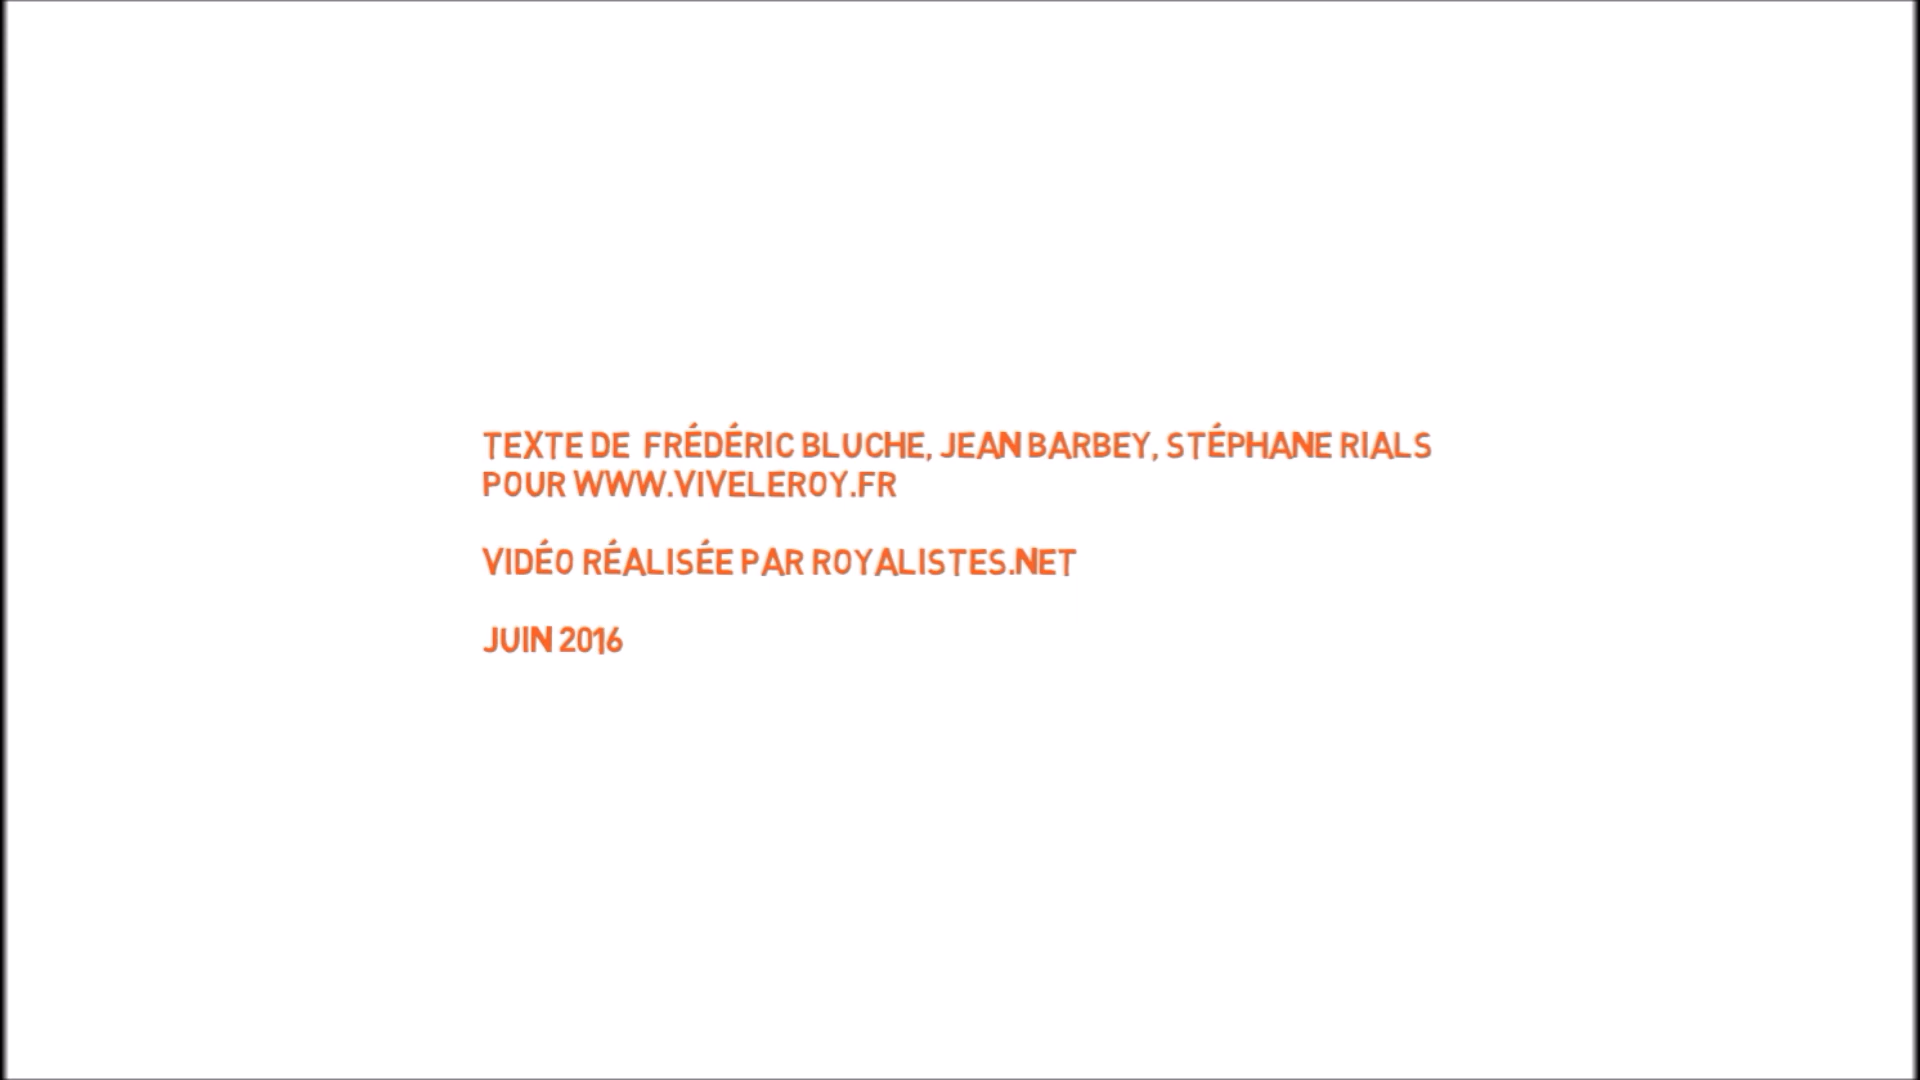 TEXTE DE FRÉDÉRIC BLUCHE, JEAN BARBEY, STÉPHANE RIALS
POUR WWW.VIVELEROY.FR
VIDÉO RÉALISÉE PAR ROYALISTES.NET
JUIN 2016